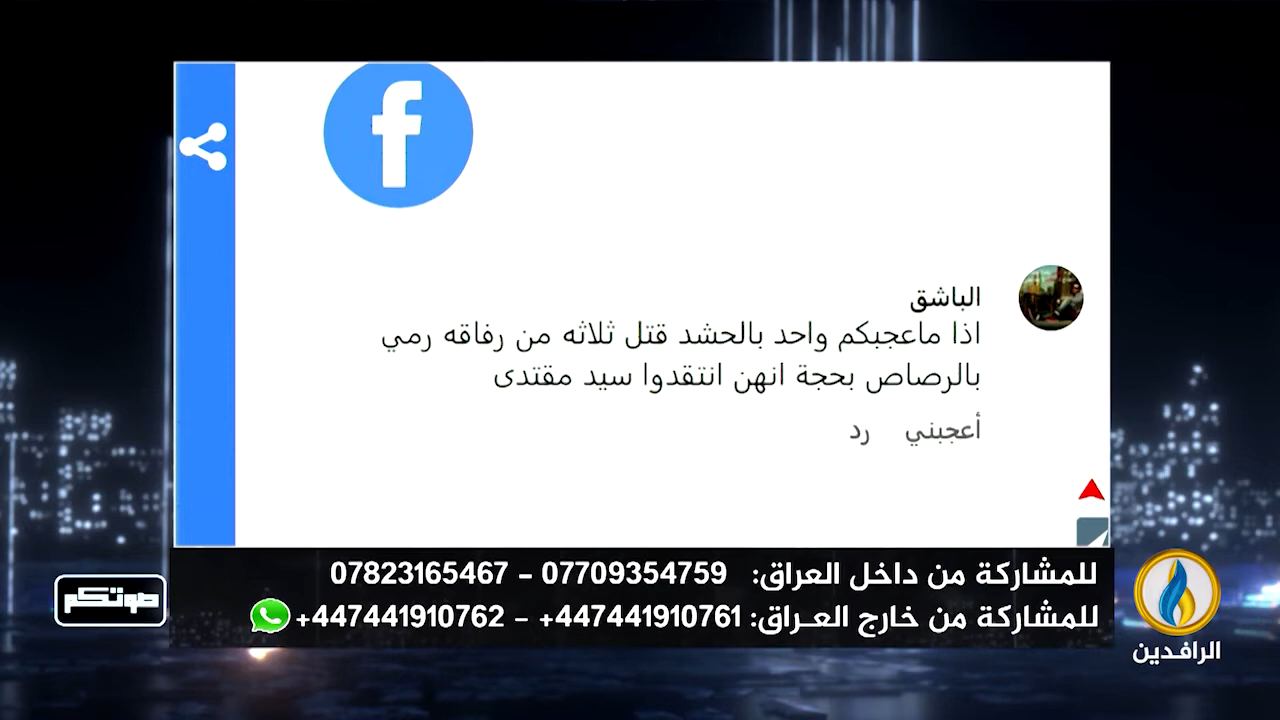 الباشق
اذا ماعجبكم واحد بالحشد قتل ثلاثه من رفاقه رمي
بالرصاص بحجة انهن انتقدوا سيد مقتدى
أعجبني رد
للمشاركة من داخل العراق: 07709354759 - 07823165467
للمشاركة من خارج العـراق: 447441910761+ - 447441910762+
صوتكم
الرافدين